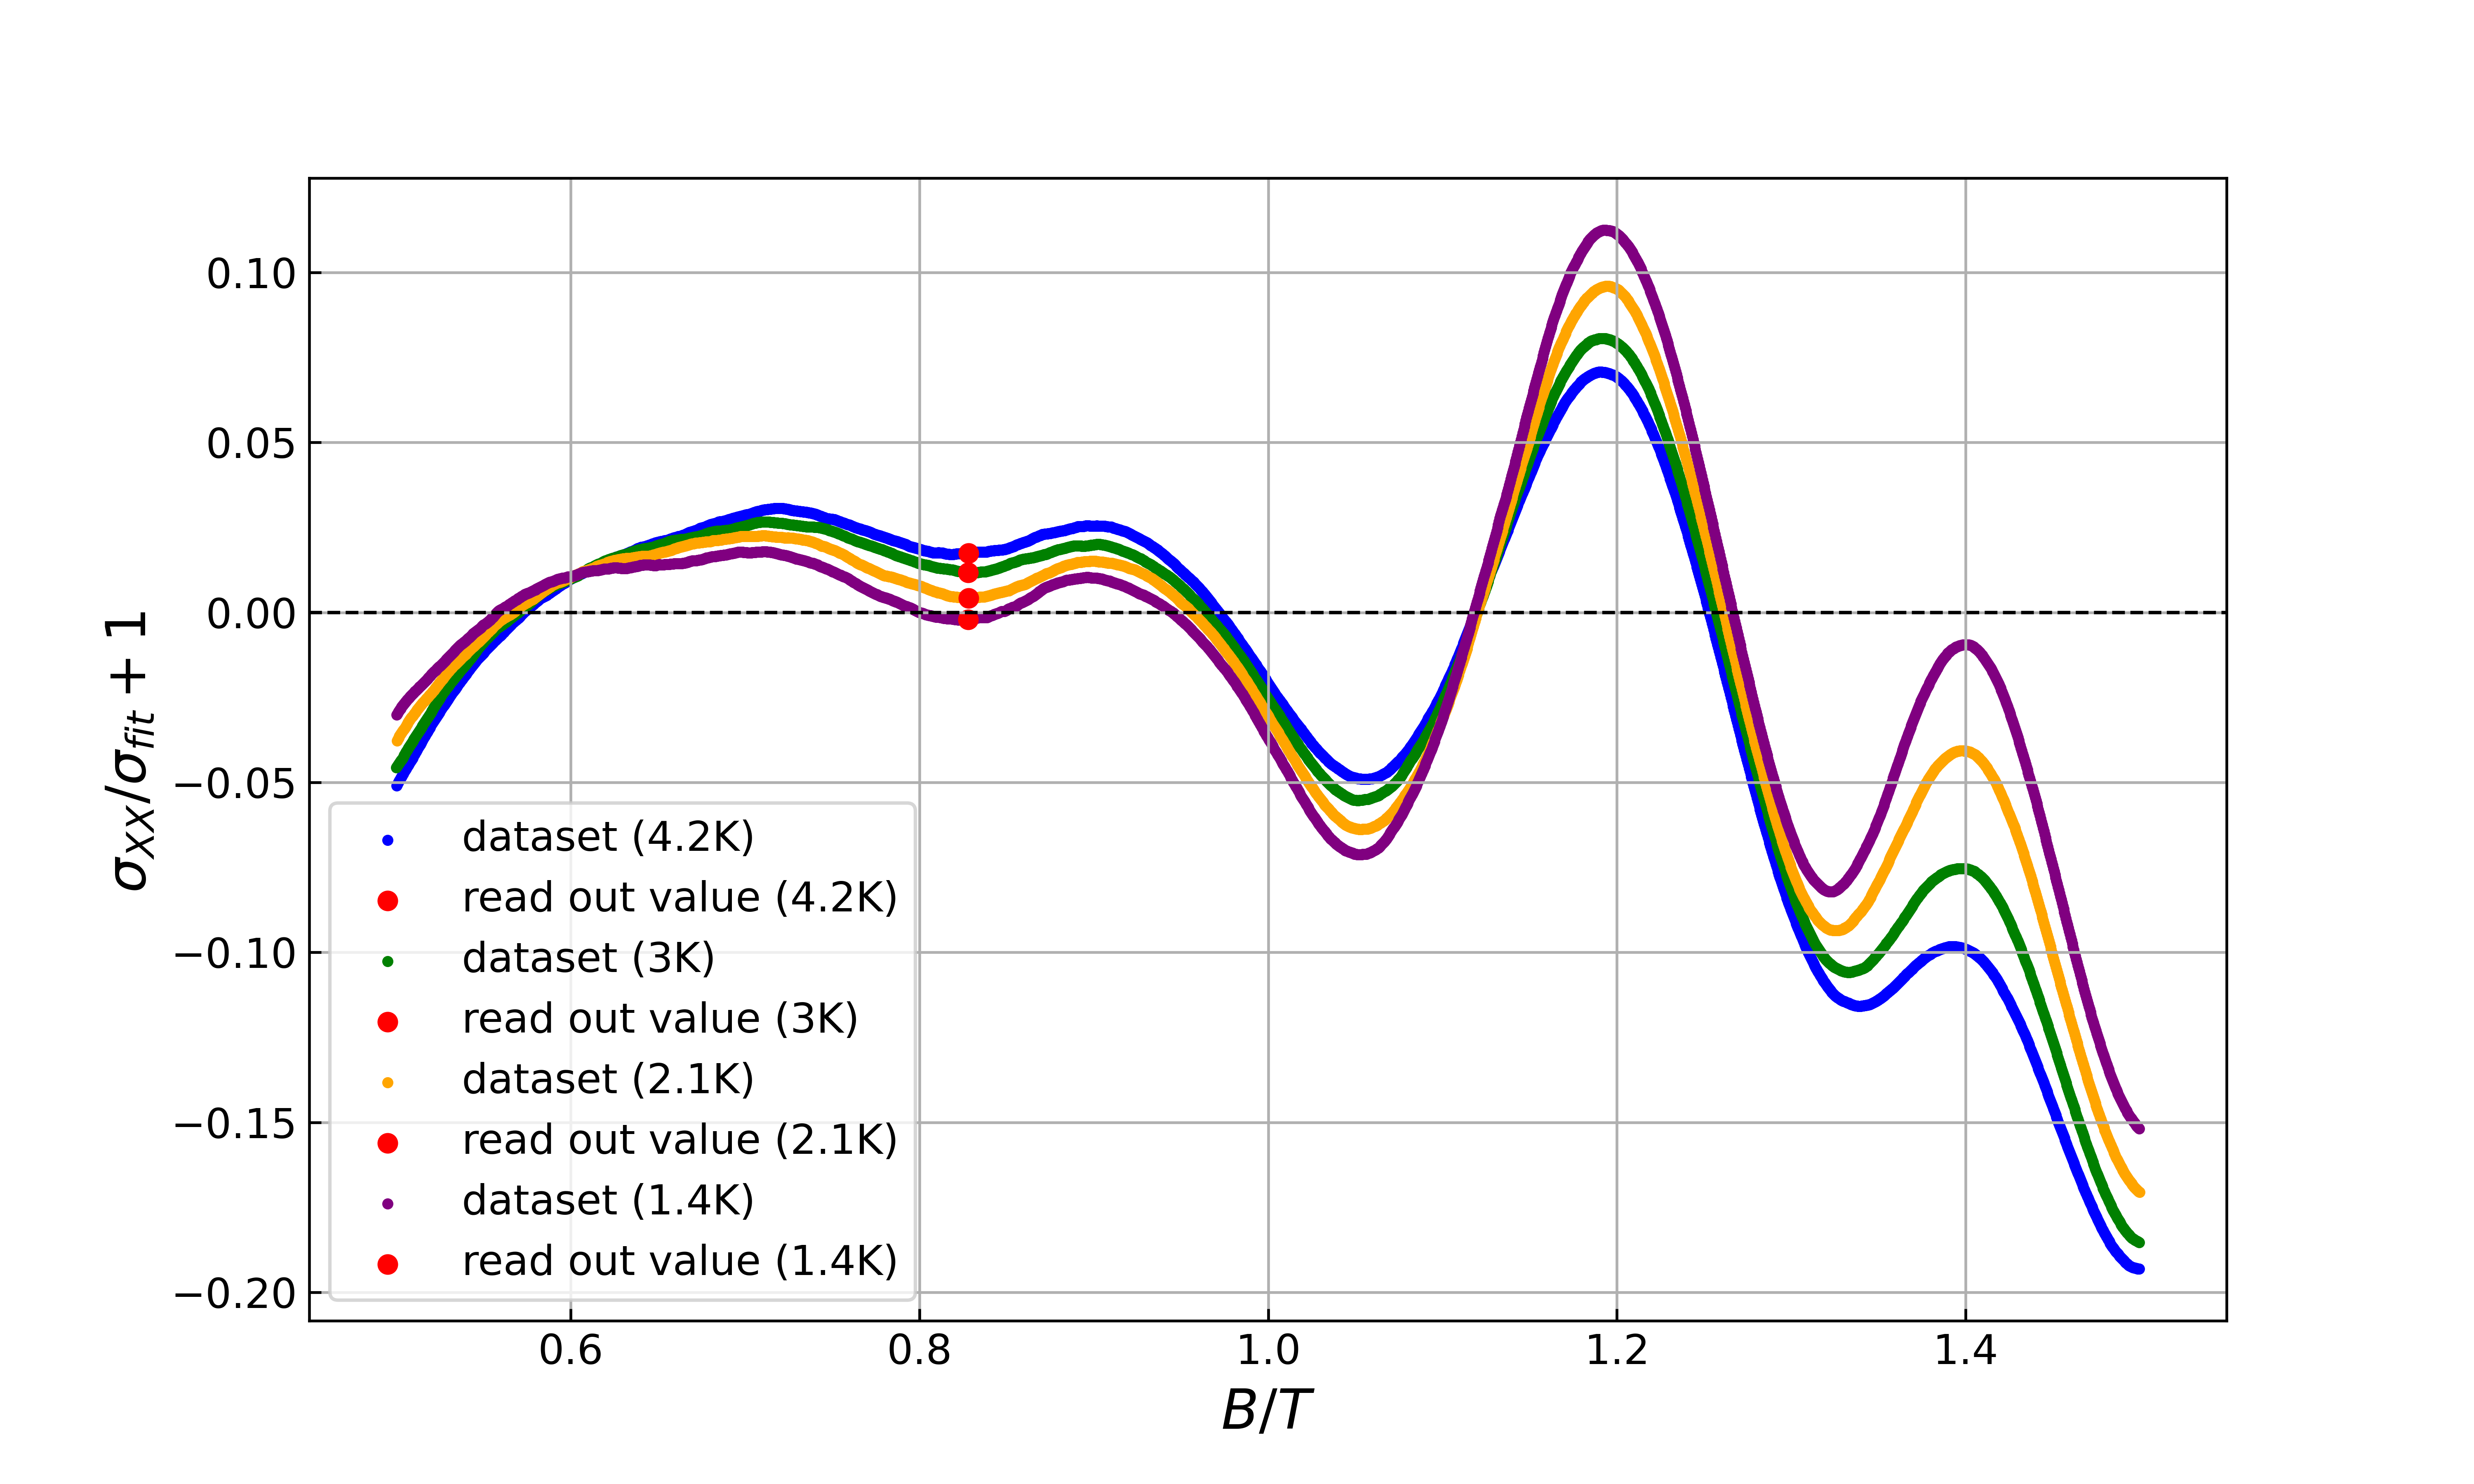 0.10
0.05
0.00
−0.05
−0.10
−0.15
−0.20
σ_XX/σ_fit + 1
dataset (4.2K)
read out value (4.2K)
dataset (3K)
read out value (3K)
dataset (2.1K)
read out value (2.1K)
dataset (1.4K)
read out value (1.4K)
0.6 0.8 1.0 1.2 1.4
B/T